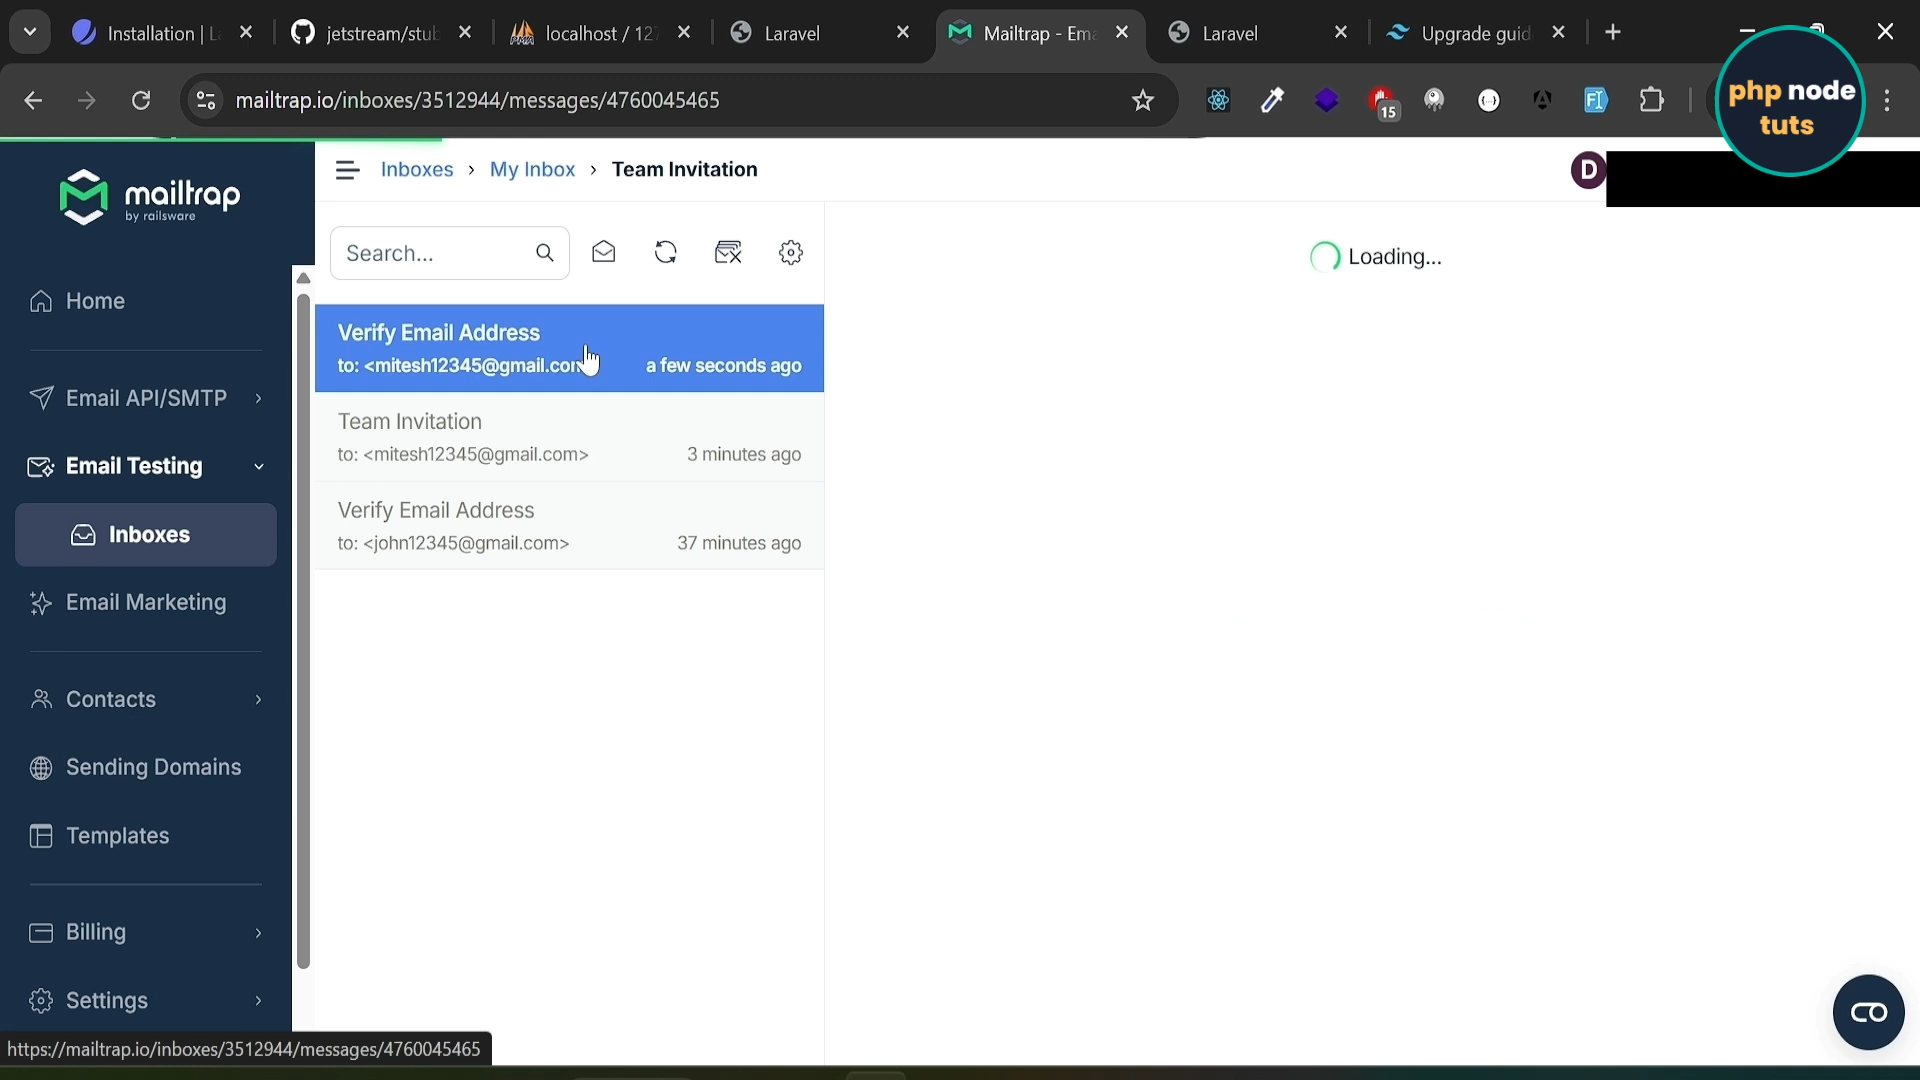 Installation | L
jetstream/stub
localhost / 127
Laravel
Mailtrap - Ema
Laravel
Upgrade guid
mailtrap.io/inboxes/3512944/messages/4760045465
15
FI
php node
tuts
mailtrap
by railsware
Inboxes › My Inbox › Team Invitation
D
Search...
Loading...
Home
Email API/SMTP
Email Testing
Inboxes
Email Marketing
Contacts
Sending Domains
Templates
Billing
Settings
Verify Email Address
to: <mitesh12345@gmail.com
a few seconds ago
Team Invitation
to: <mitesh12345@gmail.com>
3 minutes ago
Verify Email Address
to: <john12345@gmail.com>
37 minutes ago
https://mailtrap.io/inboxes/3512944/messages/4760045465